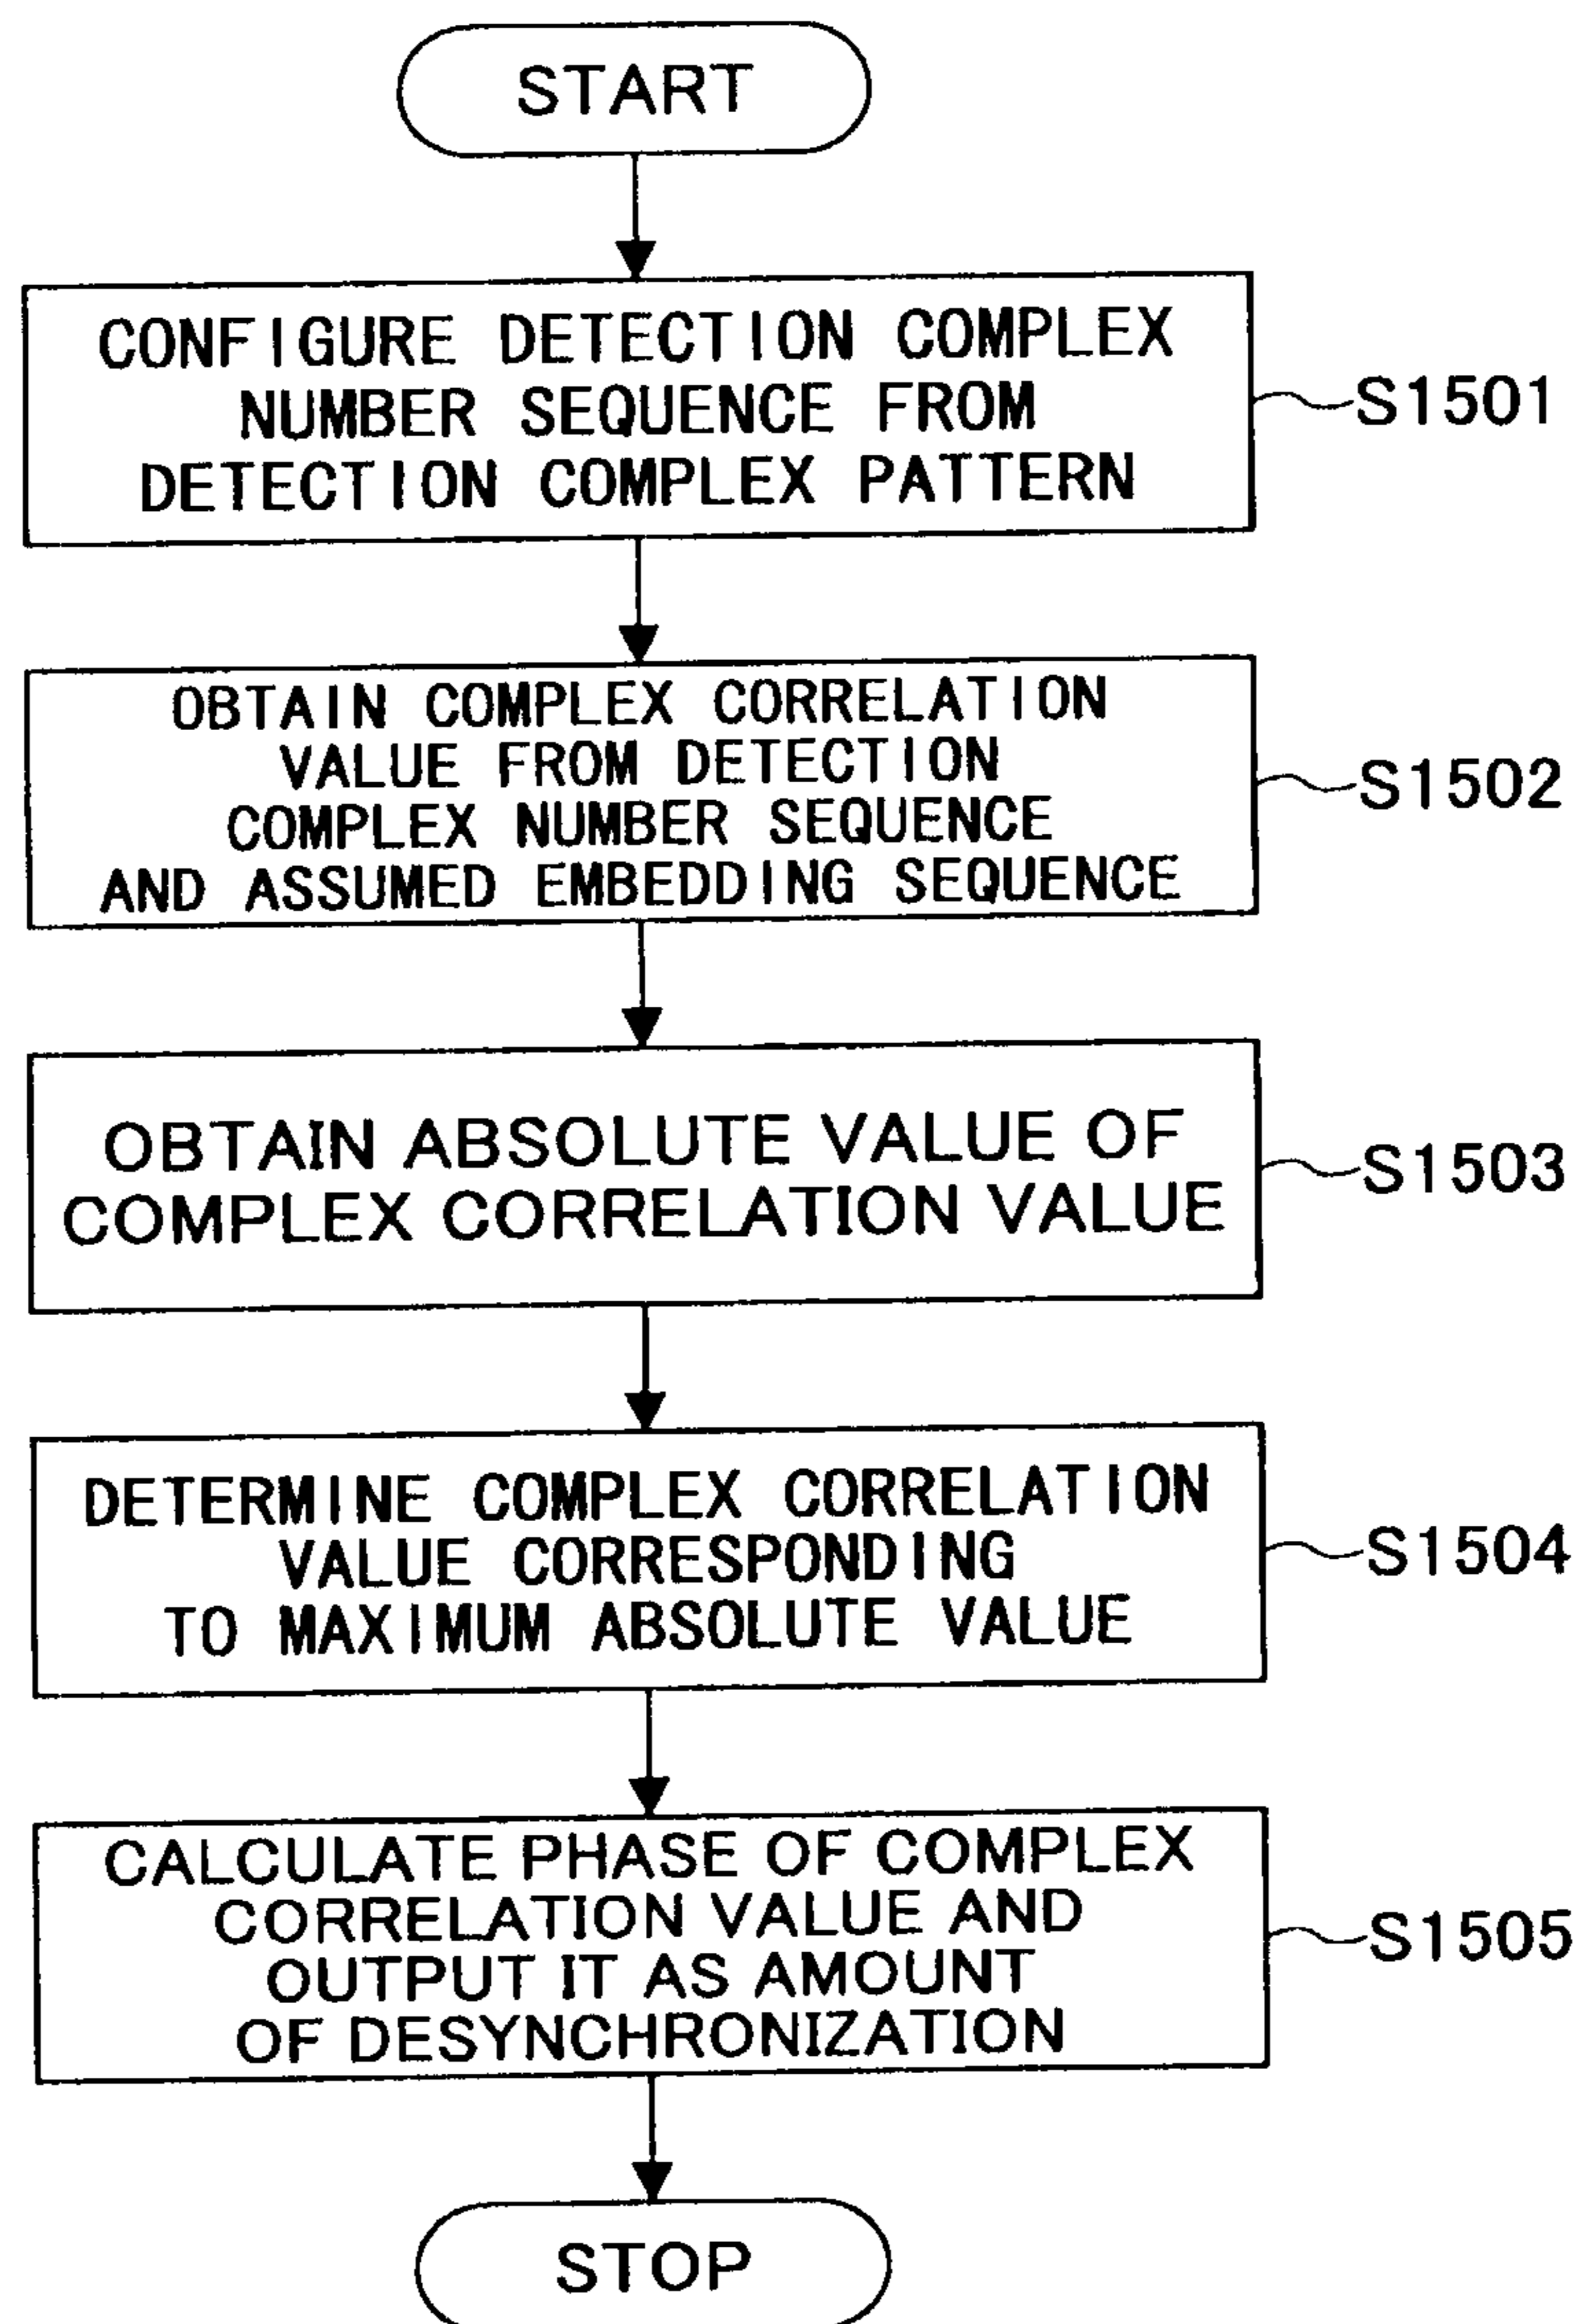 START
CONFIGURE DETECTION COMPLEX
NUMBER SEQUENCE FROM
DETECTION COMPLEX PATTERN
S1501
OBTAIN COMPLEX CORRELATION
VALUE FROM DETECTION
COMPLEX NUMBER SEQUENCE
AND ASSUMED EMBEDDING SEQUENCE
S1502
OBTAIN ABSOLUTE VALUE OF
COMPLEX CORRELATION VALUE
S1503
DETERMINE COMPLEX CORRELATION
VALUE CORRESPONDING
TO MAXIMUM ABSOLUTE VALUE
S1504
CALCULATE PHASE OF COMPLEX
CORRELATION VALUE AND
OUTPUT IT AS AMOUNT
OF DESYNCHRONIZATION
S1505
STOP